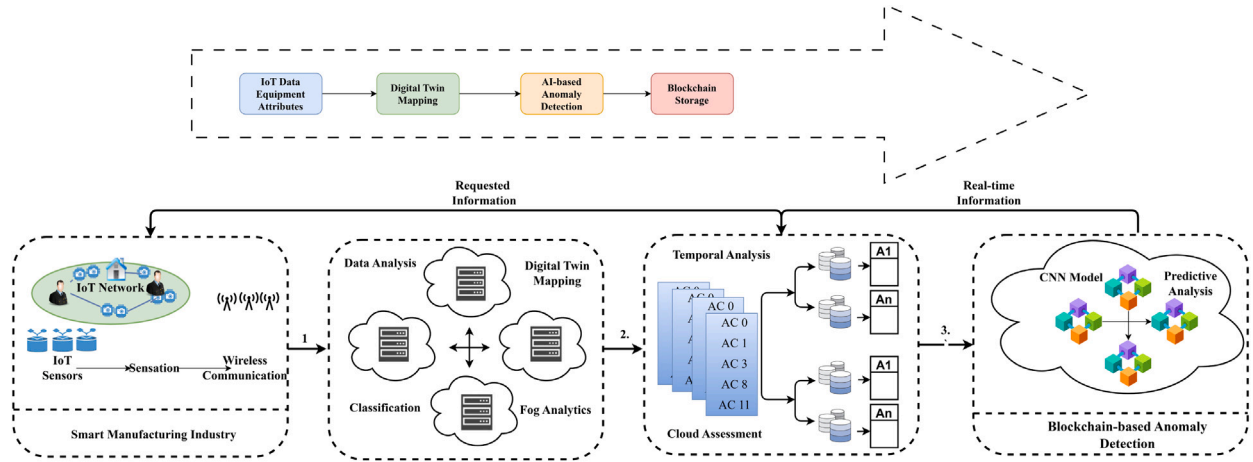 IoT Data
Equipment
Attributes
Digital Twin
Mapping
AI-based
Anomaly
Detection
Blockchain
Storage
Requested
Information
Real-time
Information
IoT Network
IoT
Sensors
Sensation
Wireless
Communication
Smart Manufacturing Industry
1
Data Analysis
Digital Twin
Mapping
Classification
Fog Analytics
2.
Temporal Analysis
AC 0
AC 0
AC 1
AC 3
AC 8
AC 11
Cloud Assessment
A1
An
A1
An
3.
CNN Model
Predictive
Analysis
Blockchain-based Anomaly
Detection